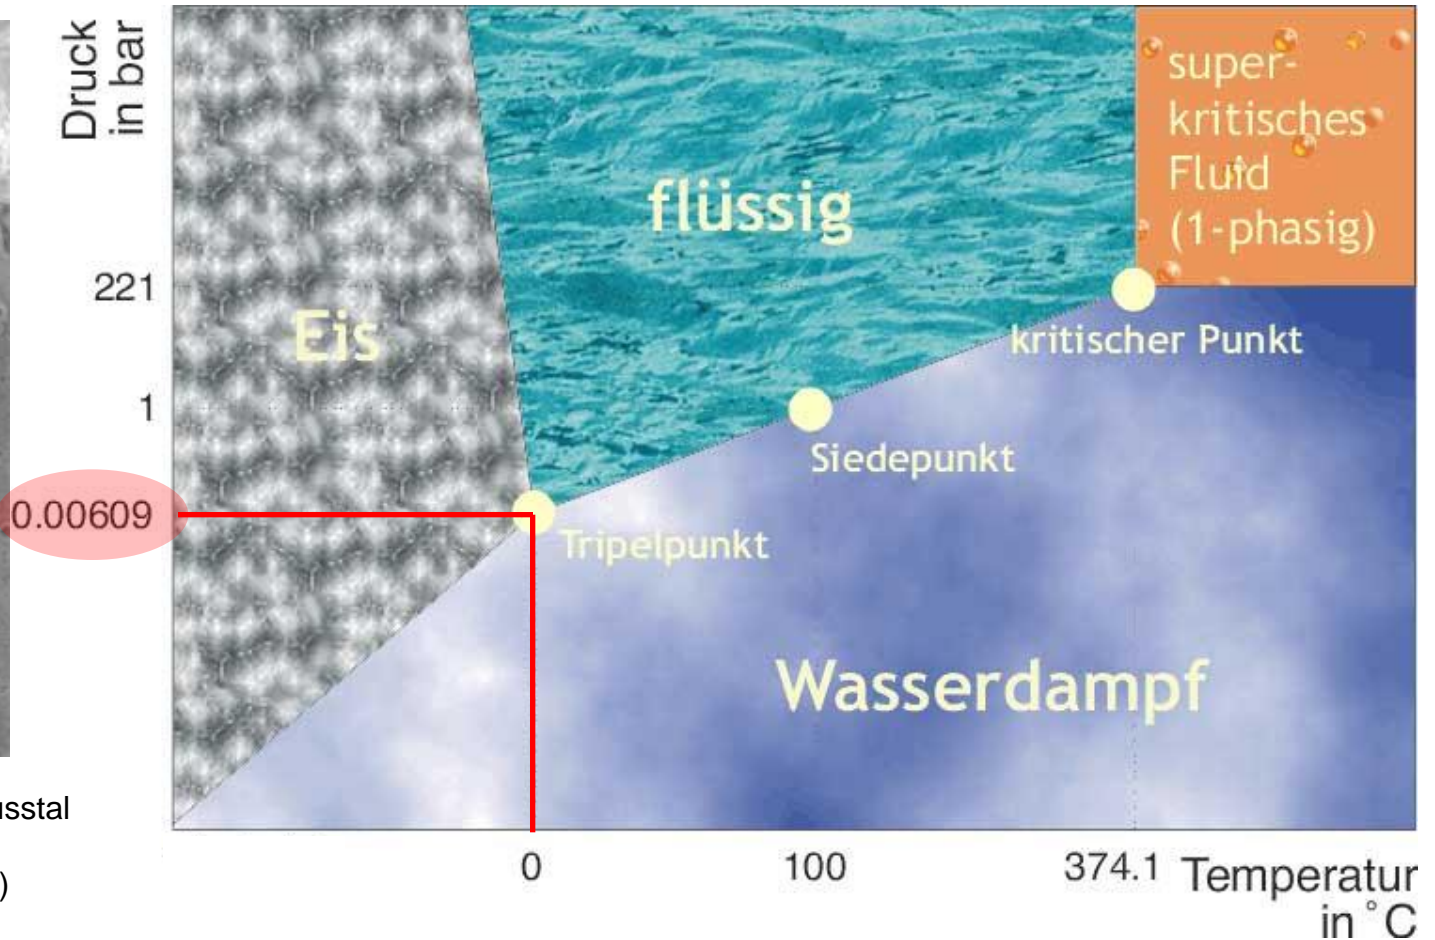 Druck
in bar
super-
kritisches
Fluid
(1-phasig)
flüssig
221
Eis
kritischer Punkt
1
Siedepunkt
0.00609
Tripelpunkt
Wasserdampf
usstal
)
0
100
374.1
Temperatur
in °C